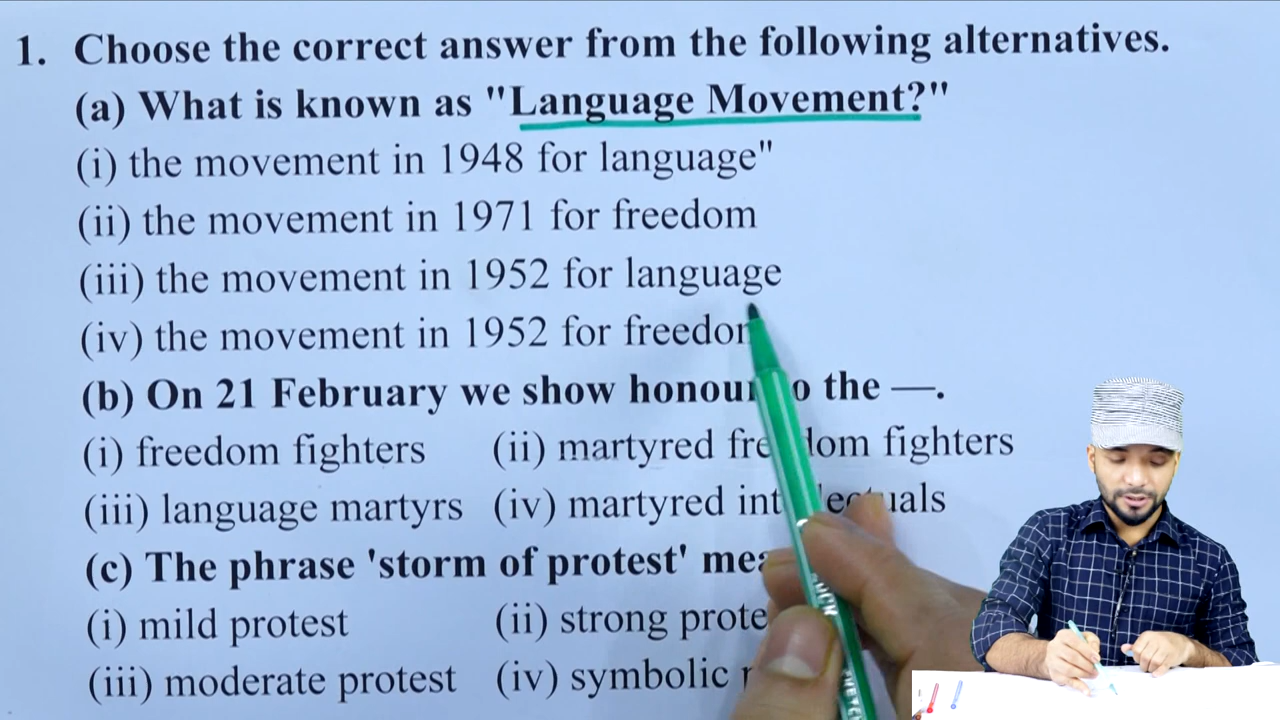 1. Choose the correct answer from the following alternatives.
(a) What is known as "Language Movement?"
(i) the movement in 1948 for language"
(ii) the movement in 1971 for freedom
(iii) the movement in 1952 for language
(iv) the movement in 1952 for
(b) On 21 February we show the —.
(i) freedom fighters (ii) martyred fighters
(iii) language martyrs (iv) martyred
(c) The phrase 'storm of protest'
(i) mild protest (ii) strong
(iii) moderate protest (iv) symbolic